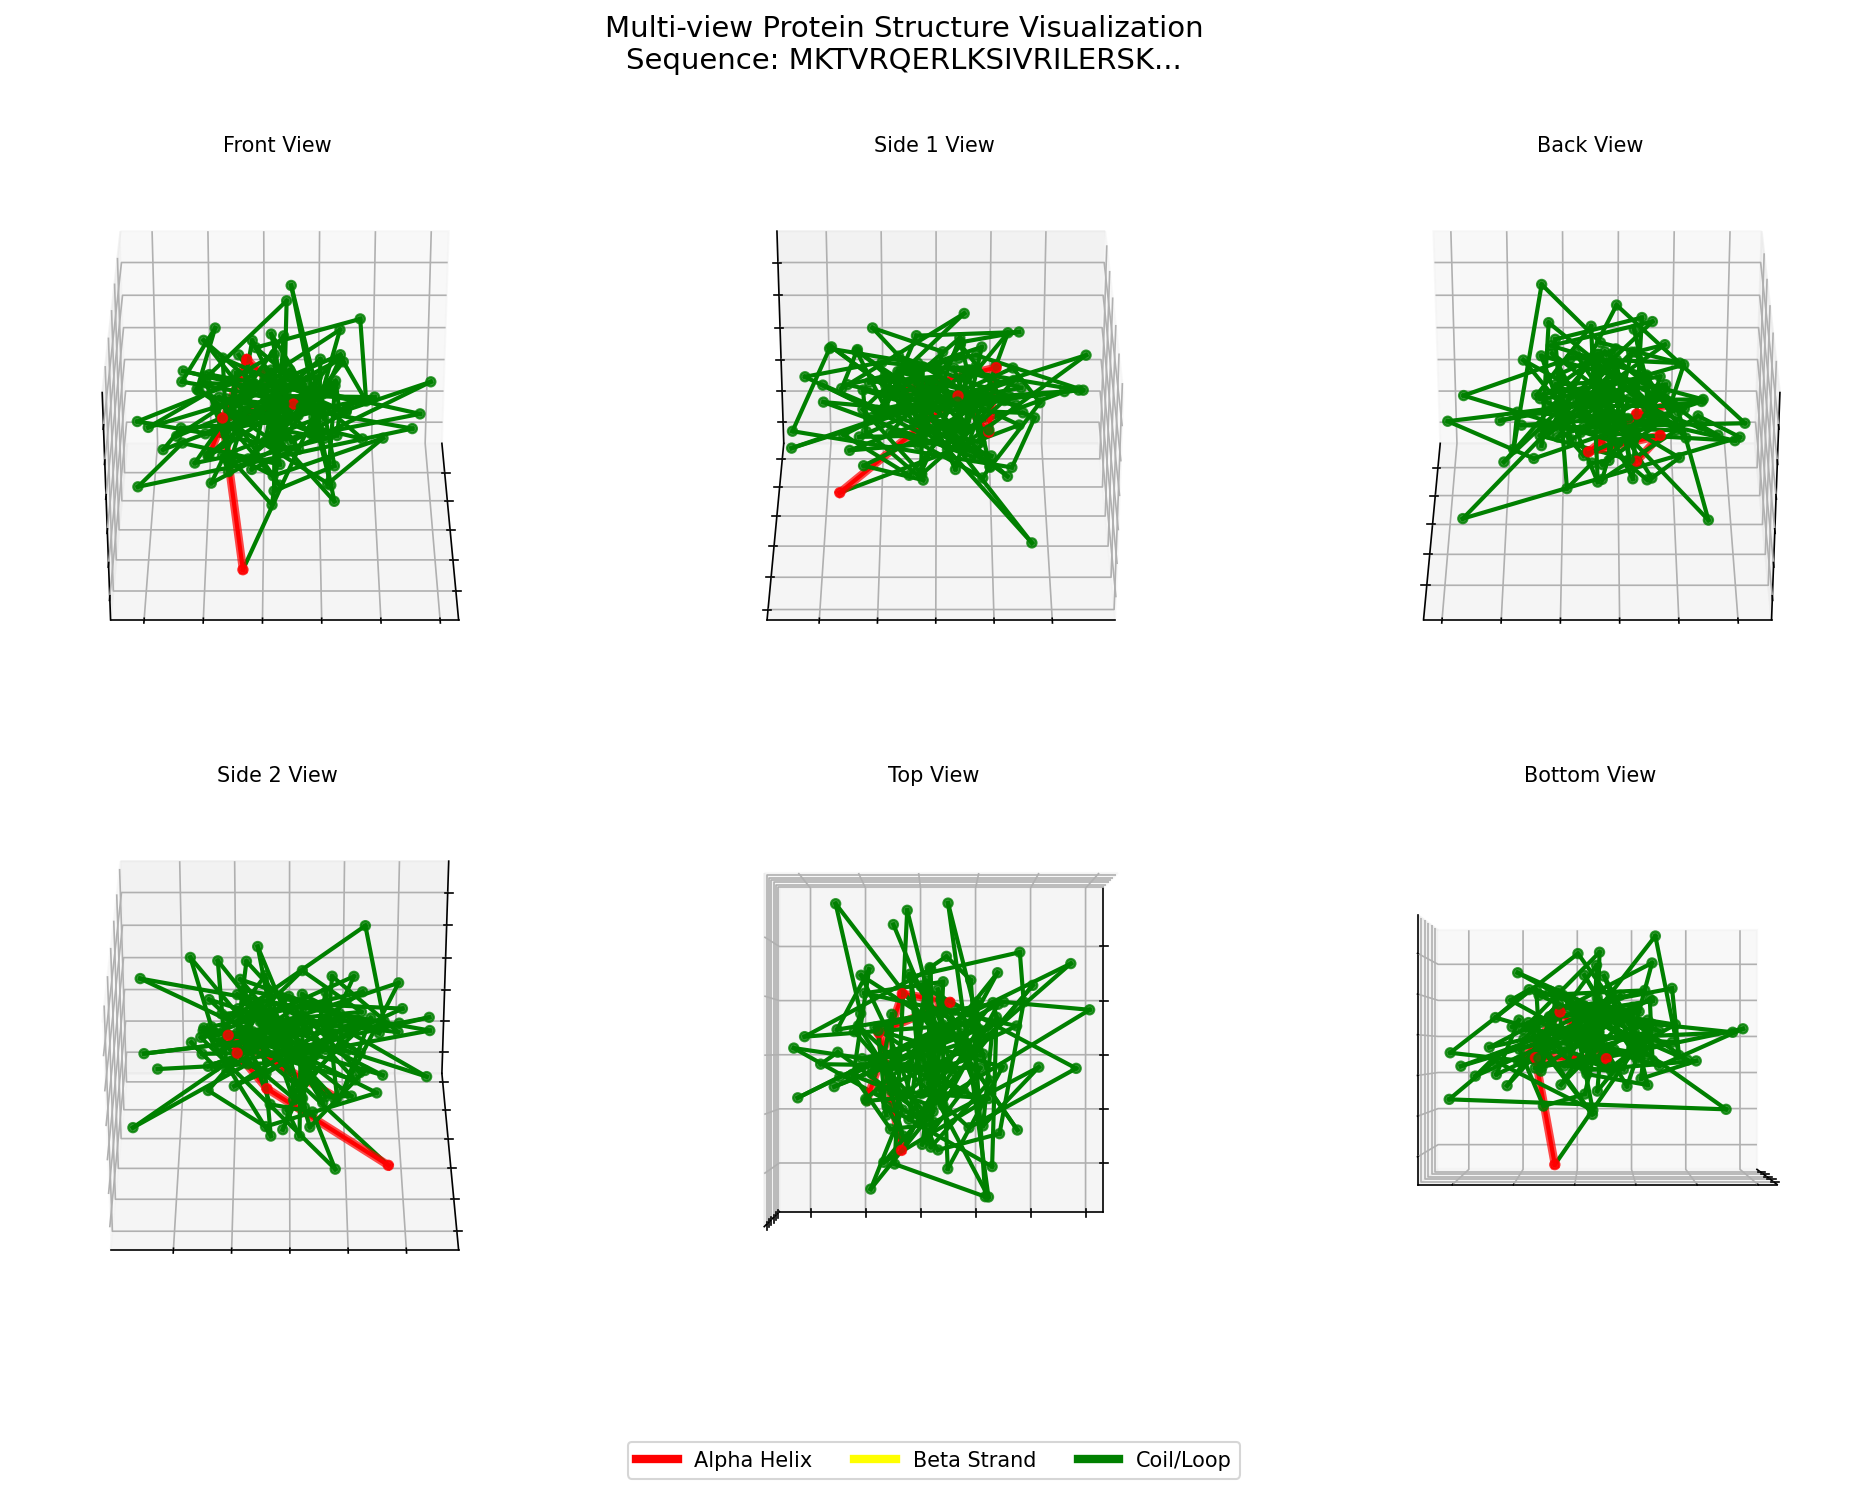 Multi-view Protein Structure Visualization
Sequence: MKTVRQERLKSIVRILERSK...
Front View
Side 1 View
Back View
Side 2 View
Top View
Bottom View
Alpha Helix
Beta Strand
Coil/Loop